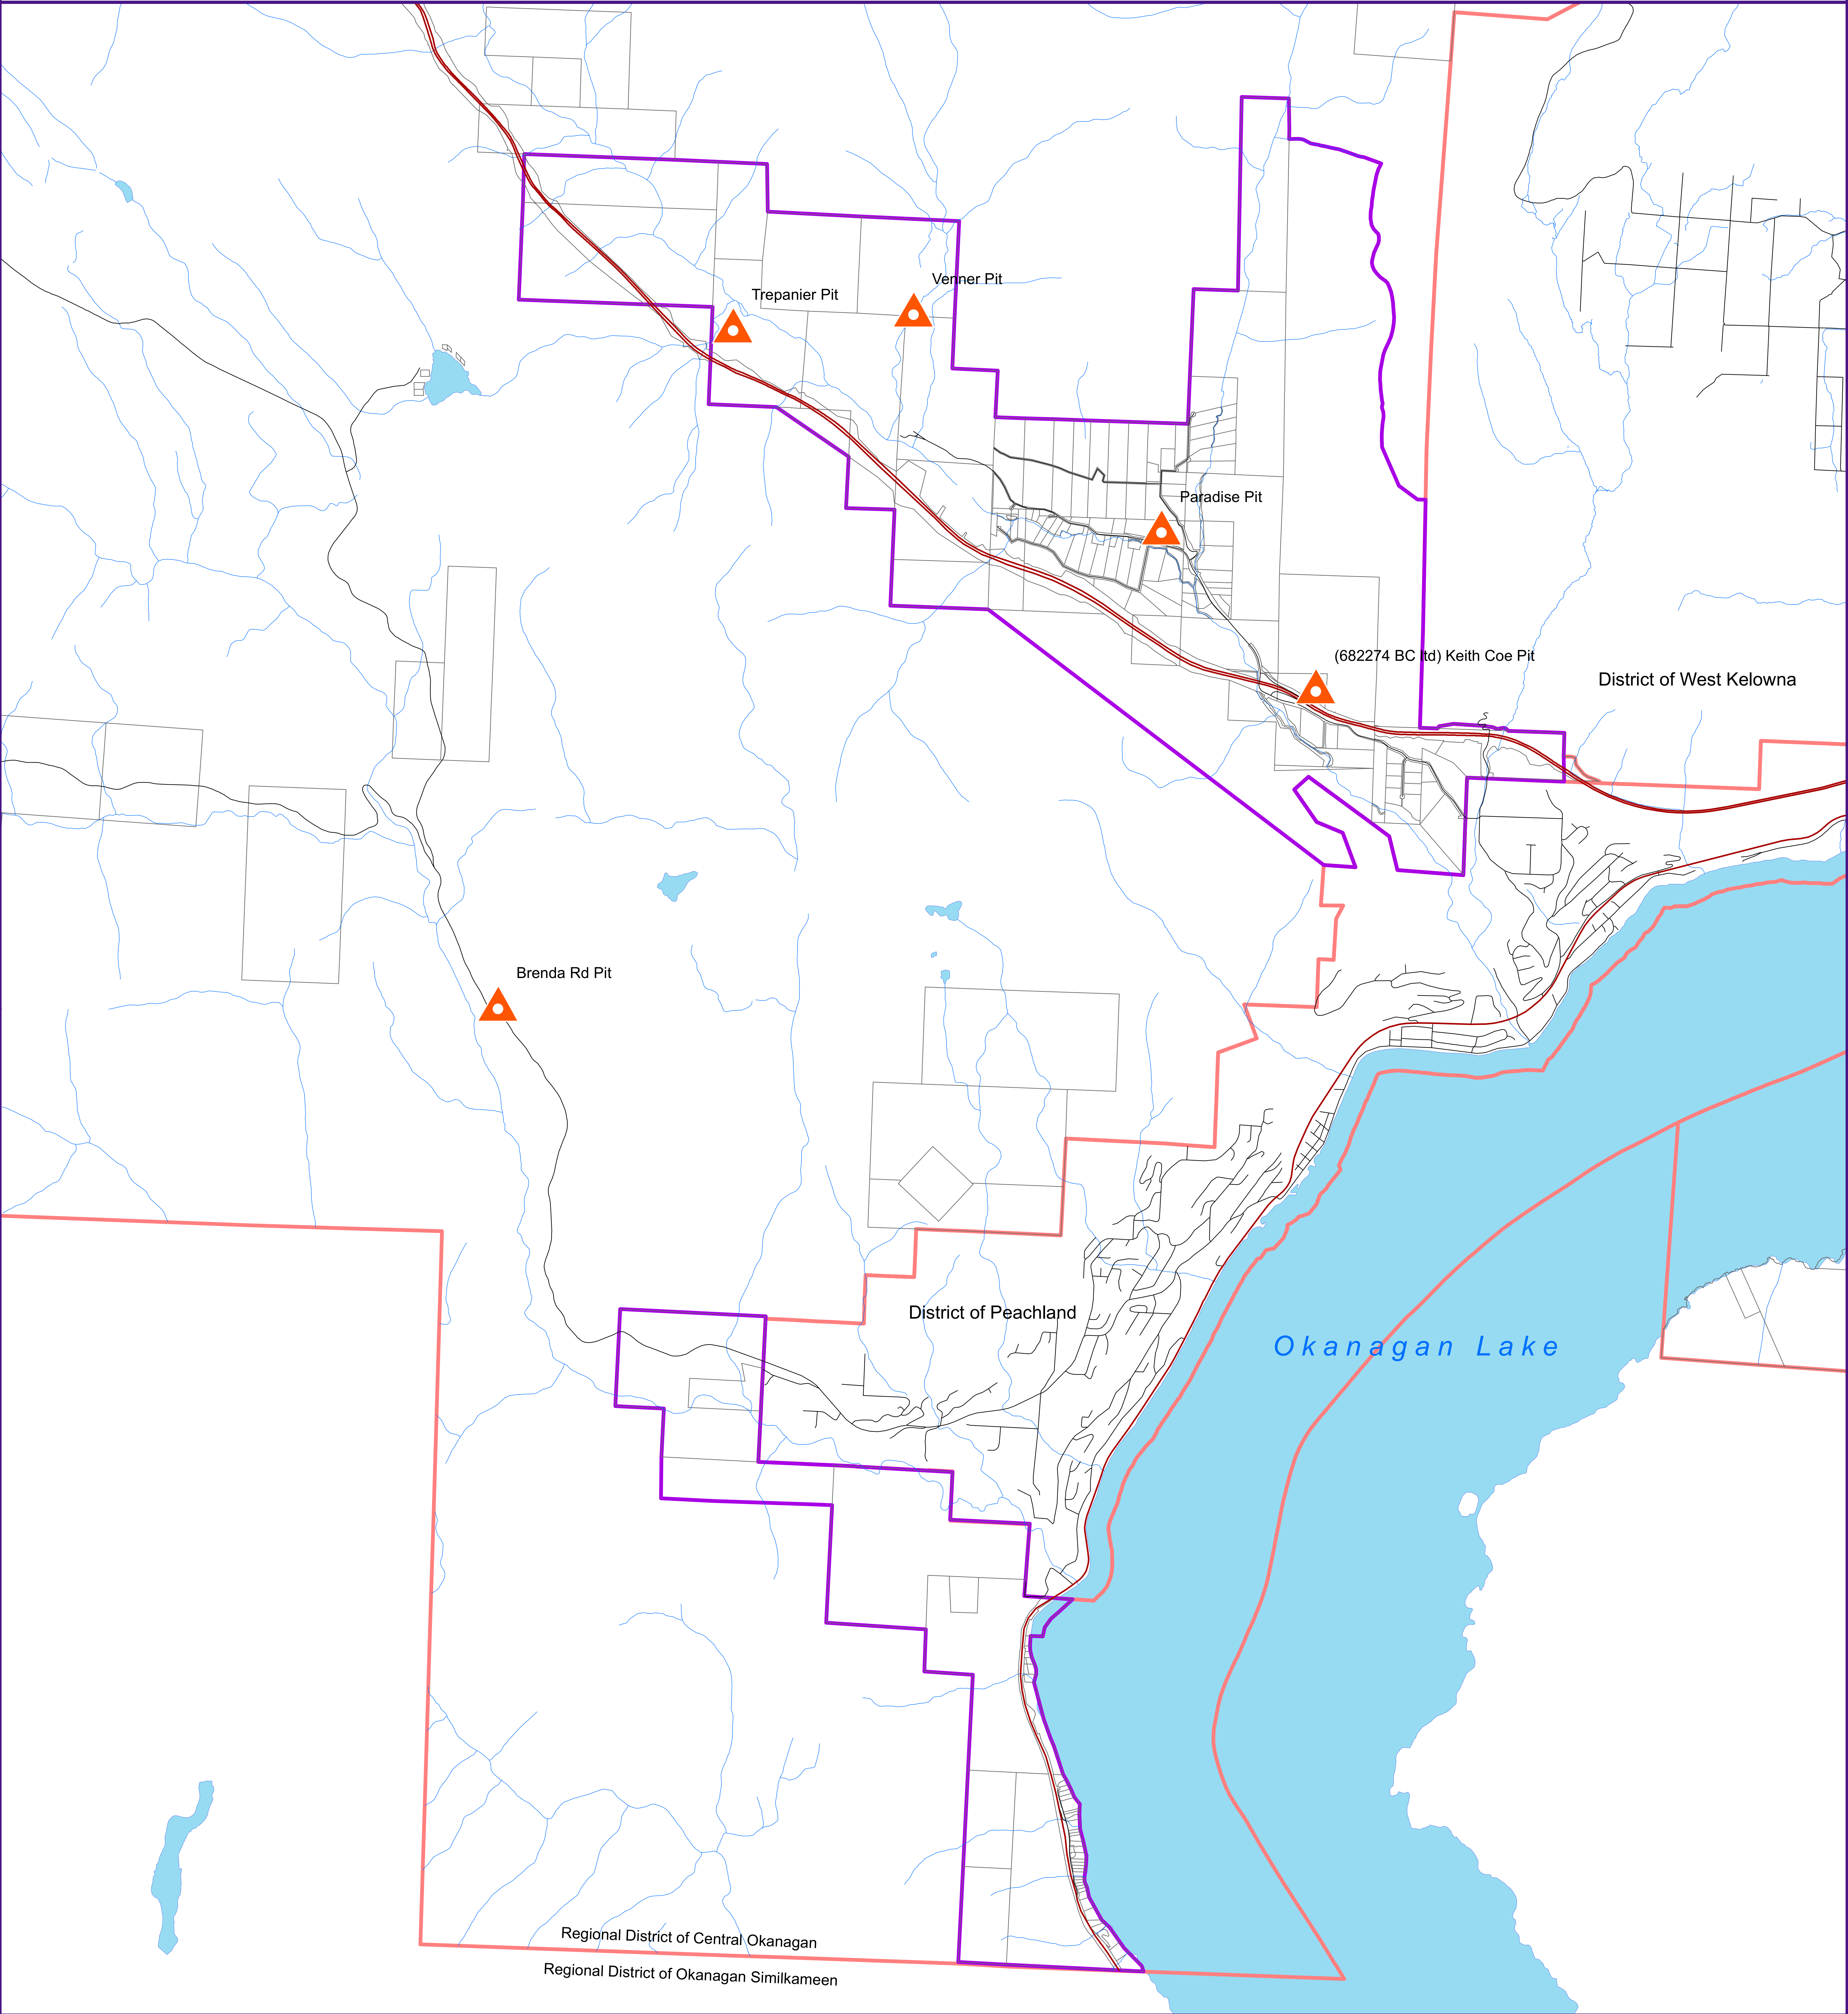 Venner Pit
Trepanier Pit
Paradise Pit
(682274 BC ltd) Keith Coe Pit
District of West Kelowna
Brenda Rd Pit
District of Peachland
Okanagan Lake
Regional District of Central Okanagan
Regional District of Okanagan Similkameen